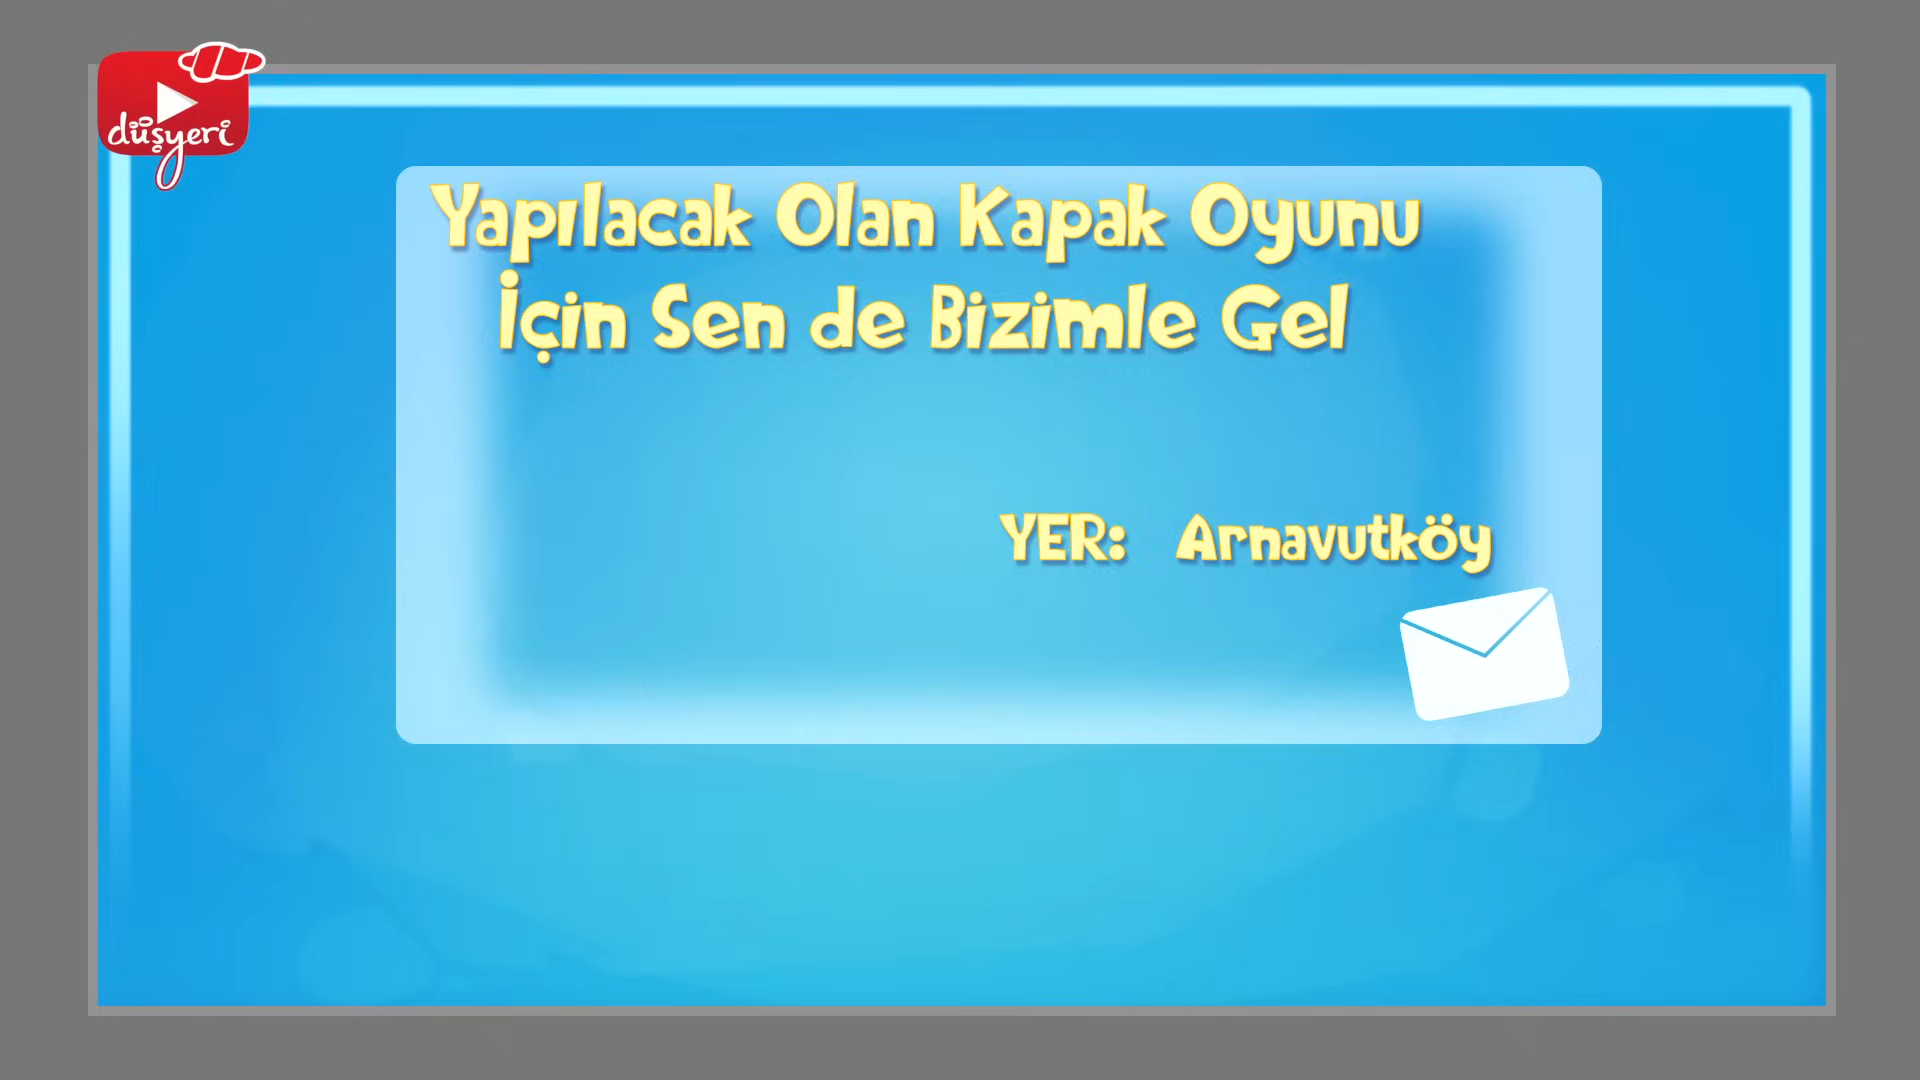 düşyeri
Yapılacak Olan Kapak Oyunu
İçin Sen de Bizimle Gel
YER: Arnavutköy